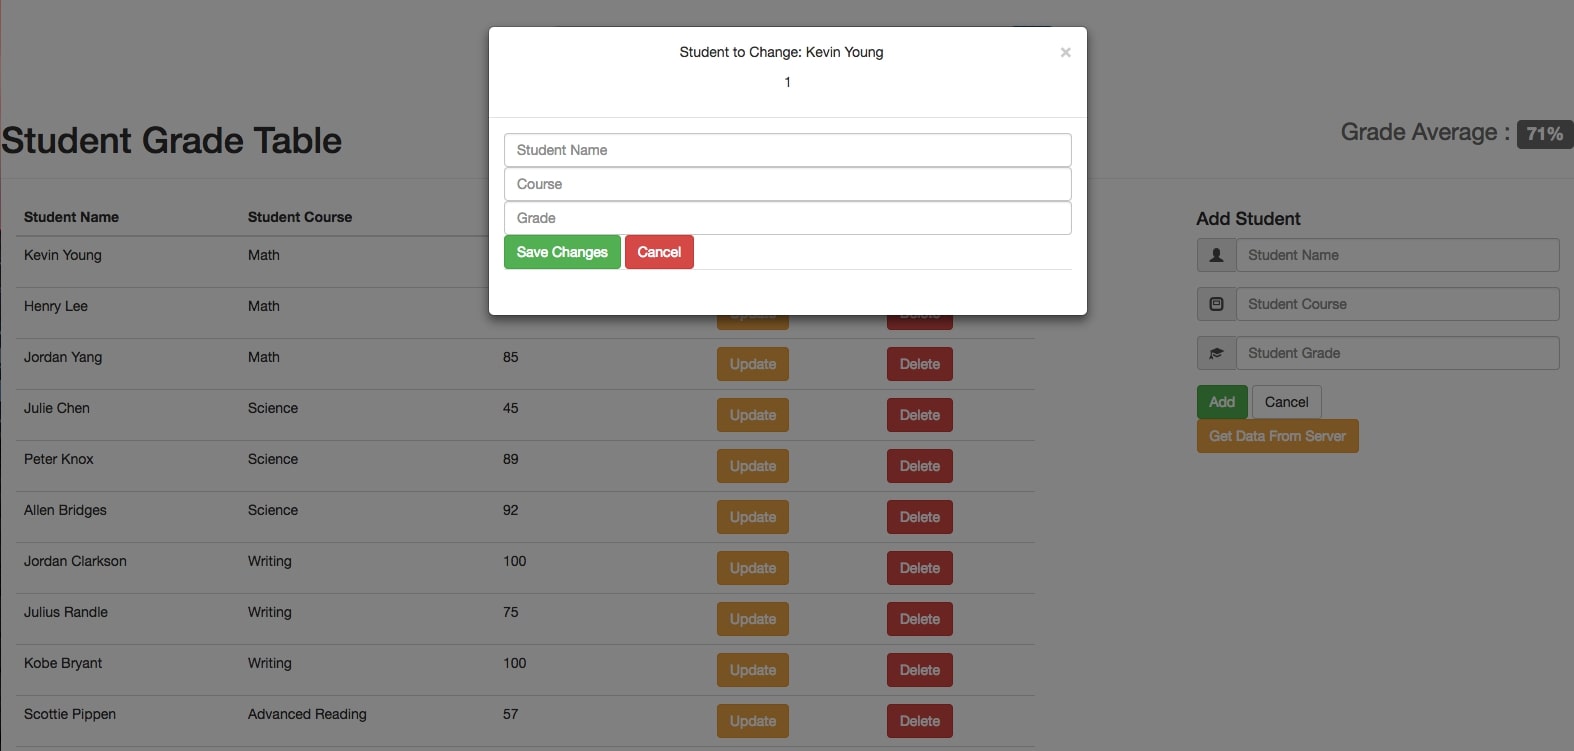 Student to Change: Kevin Young ×
1
Student Grade Table
Grade Average : 71%
Student Name
Course
Grade
Save Changes Cancel
Student Name Student Course
Kevin Young Math
Henry Lee Math
Update Delete
Jordan Yang Math 85 Update Delete
Julie Chen Science 45 Update Delete
Peter Knox Science 89 Update Delete
Allen Bridges Science 92 Update Delete
Jordan Clarkson Writing 100 Update Delete
Julius Randle Writing 75 Update Delete
Kobe Bryant Writing 100 Update Delete
Scottie Pippen Advanced Reading 57 Update Delete
Add Student
Student Name
Student Course
Student Grade
Add Cancel
Get Data From Server